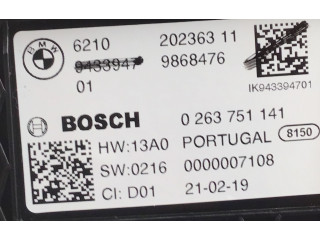 BMW 6210 202363 11
9433947 9868476
01
IK943394701
BOSCH 0 263 751 141
HW:13A0 PORTUGAL 8150
SW:0216 0000007108
CI: D01 21-02-19